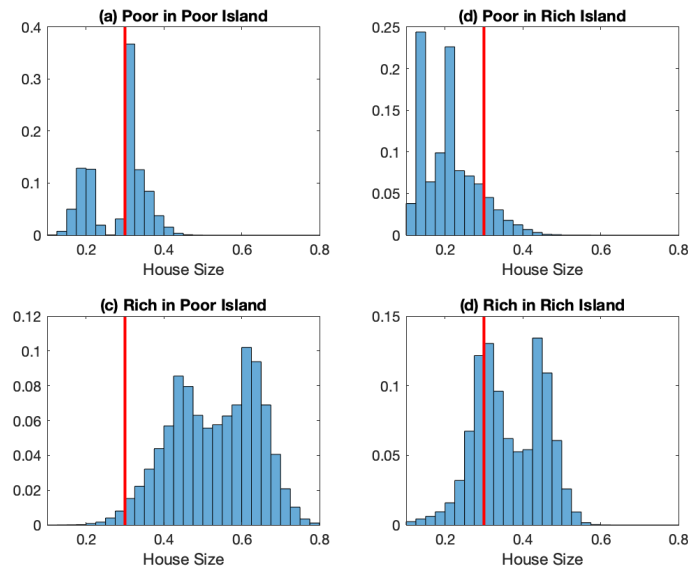 (a) Poor in Poor Island
0.4
0.3
0.2
0.1
0
0.2 0.4 0.6 0.8
House Size
(d) Poor in Rich Island
0.25
0.2
0.15
0.1
0.05
0
0.2 0.4 0.6 0.8
House Size
(c) Rich in Poor Island
0.12
0.1
0.08
0.06
0.04
0.02
0
0.2 0.4 0.6 0.8
House Size
(d) Rich in Rich Island
0.15
0.1
0.05
0
0.2 0.4 0.6 0.8
House Size